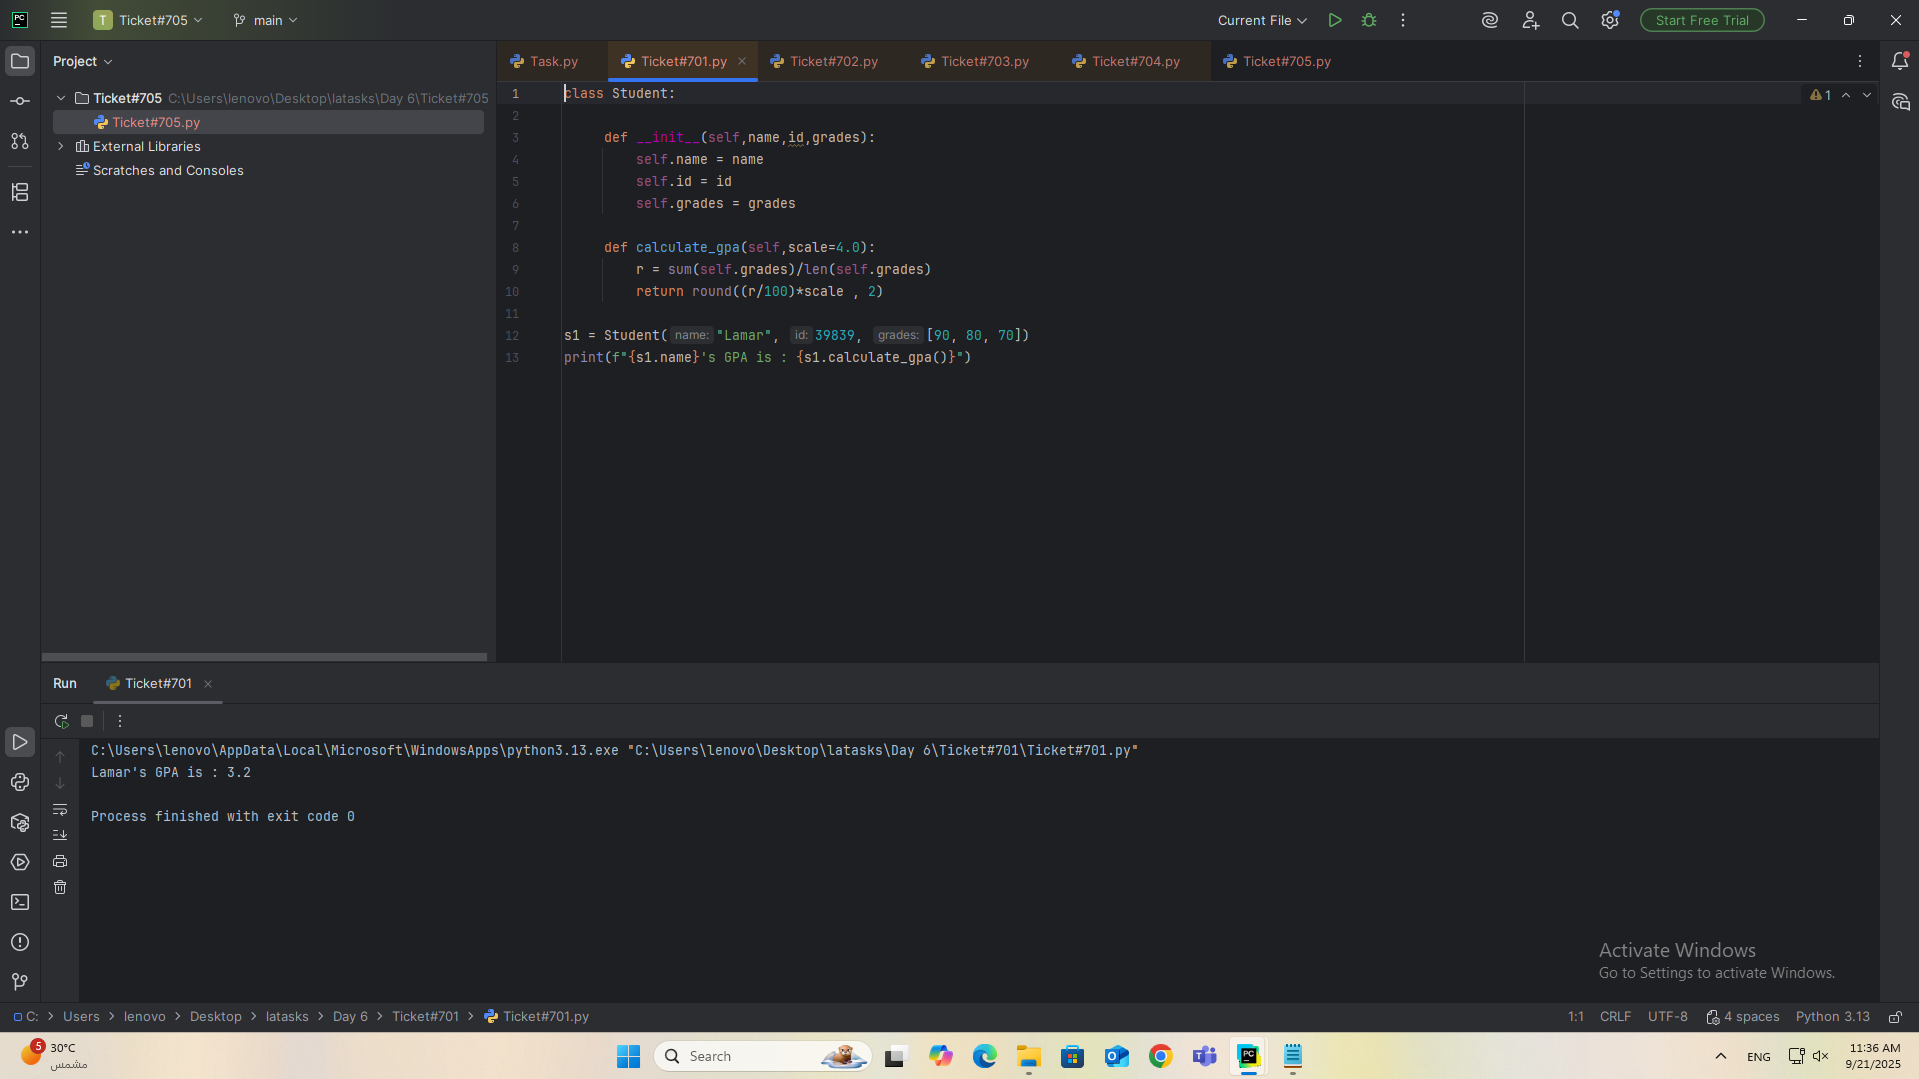 PC
T Ticket#705
main
Current File
Start Free Trial
Project
Task.py
Ticket#701.py
Ticket#702.py
Ticket#703.py
Ticket#704.py
Ticket#705.py
Ticket#705 C:\Users\lenovo\Desktop\latasks\Day 6\Ticket#705
Ticket#705.py
External Libraries
Scratches and Consoles
1 class Student:
1
2
3 def __init__(self,name,id,grades):
4 self.name = name
5 self.id = id
6 self.grades = grades
7
8 def calculate_gpa(self,scale=4.0):
9 r = sum(self.grades)/len(self.grades)
10 return round((r/100)*scale , 2)
11
12 s1 = Student( name: "Lamar", id: 39839, grades: [90, 80, 70])
13 print(f"{s1.name}'s GPA is : {s1.calculate_gpa()}")
Run
Ticket#701
C:\Users\lenovo\AppData\Local\Microsoft\WindowsApps\python3.13.exe "C:\Users\lenovo\Desktop\latasks\Day 6\Ticket#701\Ticket#701.py"
Lamar's GPA is : 3.2
Process finished with exit code 0
Activate Windows
Go to Settings to activate Windows.
C: > Users > lenovo > Desktop > latasks > Day 6 > Ticket#701 > Ticket#701.py
1:1 CRLF UTF-8 4 spaces Python 3.13
5
30°C
مشمس
Search
PC
ENG
11:36 AM
9/21/2025